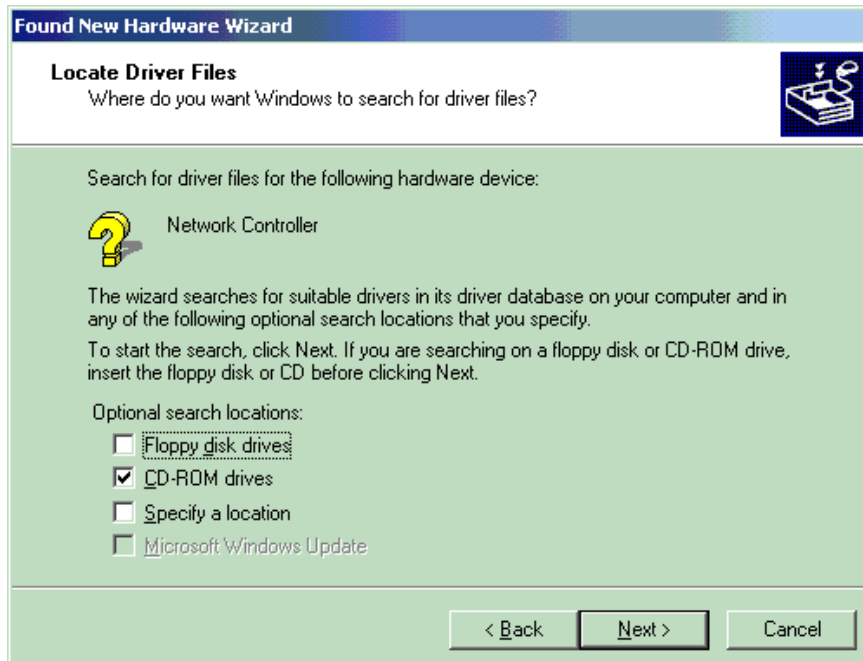 Found New Hardware Wizard
Locate Driver Files
Where do you want Windows to search for driver files?
Search for driver files for the following hardware device:
Network Controller
The wizard searches for suitable drivers in its driver database on your computer and in
any of the following optional search locations that you specify.
To start the search, click Next. If you are searching on a floppy disk or CD-ROM drive,
insert the floppy disk or CD before clicking Next.
Optional search locations:
Floppy disk drives
CD-ROM drives
Specify a location
Microsoft Windows Update
< Back Next > Cancel